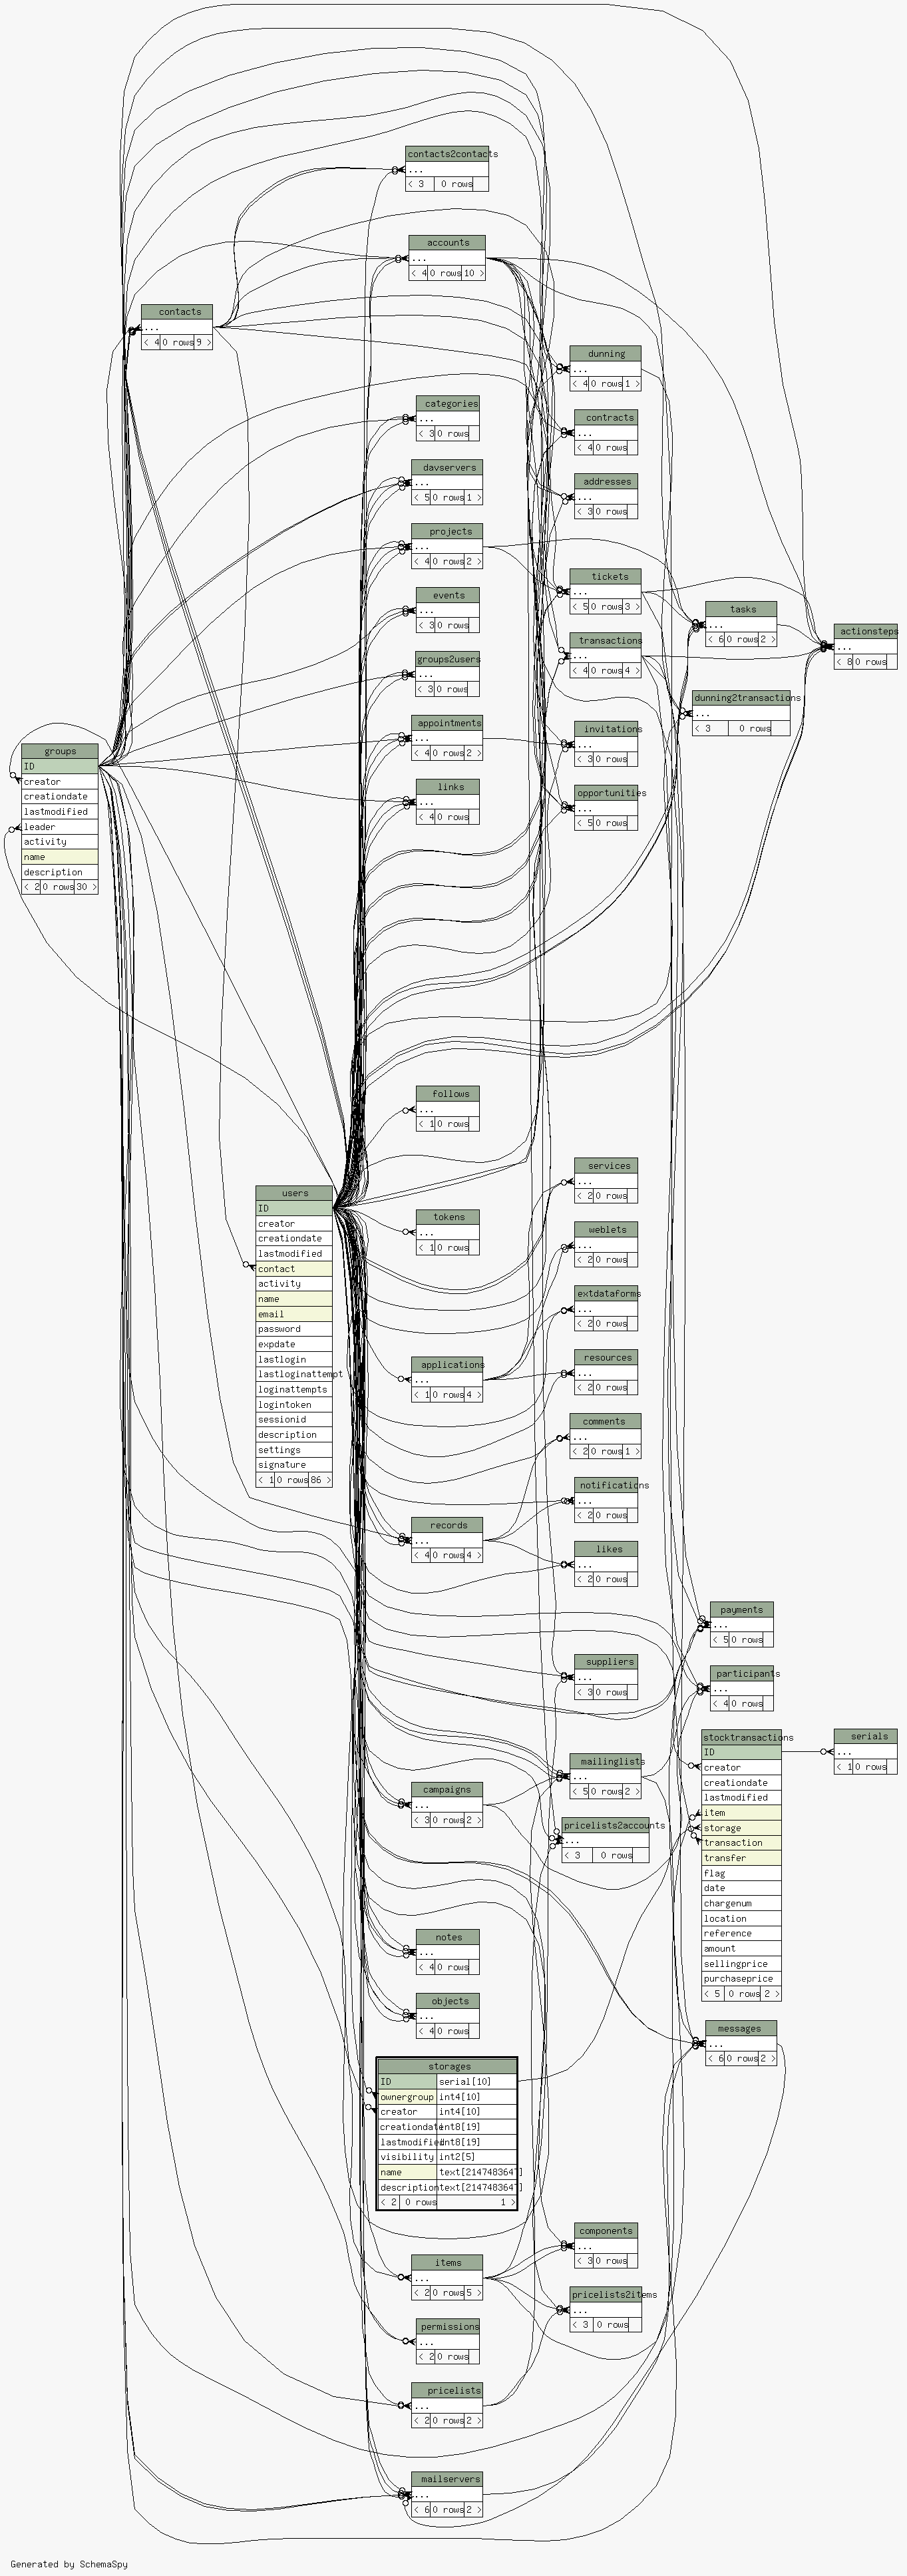 contacts2contacts
...
< 3 0 rows
accounts
...
< 4 0 rows 10 >
contacts
...
< 4 0 rows 9 >
dunning
...
< 4 0 rows 1 >
categories
...
< 3 0 rows
contracts
...
< 4 0 rows
davservers
...
< 5 0 rows 1 >
addresses
...
< 3 0 rows
projects
...
< 4 0 rows 2 >
tickets
...
< 5 0 rows 3 >
events
...
< 3 0 rows
tasks
...
< 6 0 rows 2 >
actionsteps
...
< 8 0 rows
transactions
...
< 4 0 rows 4 >
groups2users
...
< 3 0 rows
dunning2transactions
...
< 3 0 rows
appointments
...
< 4 0 rows 2 >
invitations
...
< 3 0 rows
groups
ID
creator
creationdate
lastmodified
leader
activity
name
description
< 2 0 rows 30 >
links
...
< 4 0 rows
opportunities
...
< 5 0 rows
follows
...
< 1 0 rows
services
...
< 2 0 rows
users
ID
creator
creationdate
lastmodified
contact
activity
name
email
password
expdate
lastlogin
lastloginattempt
loginattempts
logintoken
sessionid
description
settings
signature
< 1 0 rows 86 >
tokens
...
< 1 0 rows
weblets
...
< 2 0 rows
extdataforms
...
< 2 0 rows
applications
...
< 1 0 rows 4 >
resources
...
< 2 0 rows
comments
...
< 2 0 rows 1 >
notifications
...
< 2 0 rows
records
...
< 4 0 rows 4 >
likes
...
< 2 0 rows
payments
...
< 5 0 rows
suppliers
...
< 3 0 rows
participants
...
< 4 0 rows
stocktransactions
ID
creator
creationdate
lastmodified
item
storage
transaction
transfer
flag
date
chargenum
location
reference
amount
sellingprice
purchaseprice
< 5 0 rows 2 >
serials
...
< 1 0 rows
mailinglists
...
< 5 0 rows 2 >
campaigns
...
< 3 0 rows 2 >
pricelists2accounts
...
< 3 0 rows
notes
...
< 4 0 rows
objects
...
< 4 0 rows
messages
...
< 6 0 rows 2 >
storages
ID serial[10]
ownergroup int4[10]
creator int4[10]
creationdate int8[19]
lastmodified int8[19]
visibility int2[5]
name text[2147483647]
description text[2147483647]
< 2 0 rows 1 >
components
...
< 3 0 rows
items
...
< 2 0 rows 5 >
pricelists2items
...
< 3 0 rows
permissions
...
< 2 0 rows
pricelists
...
< 2 0 rows 2 >
mailservers
...
< 6 0 rows 2 >
Generated by SchemaSpy